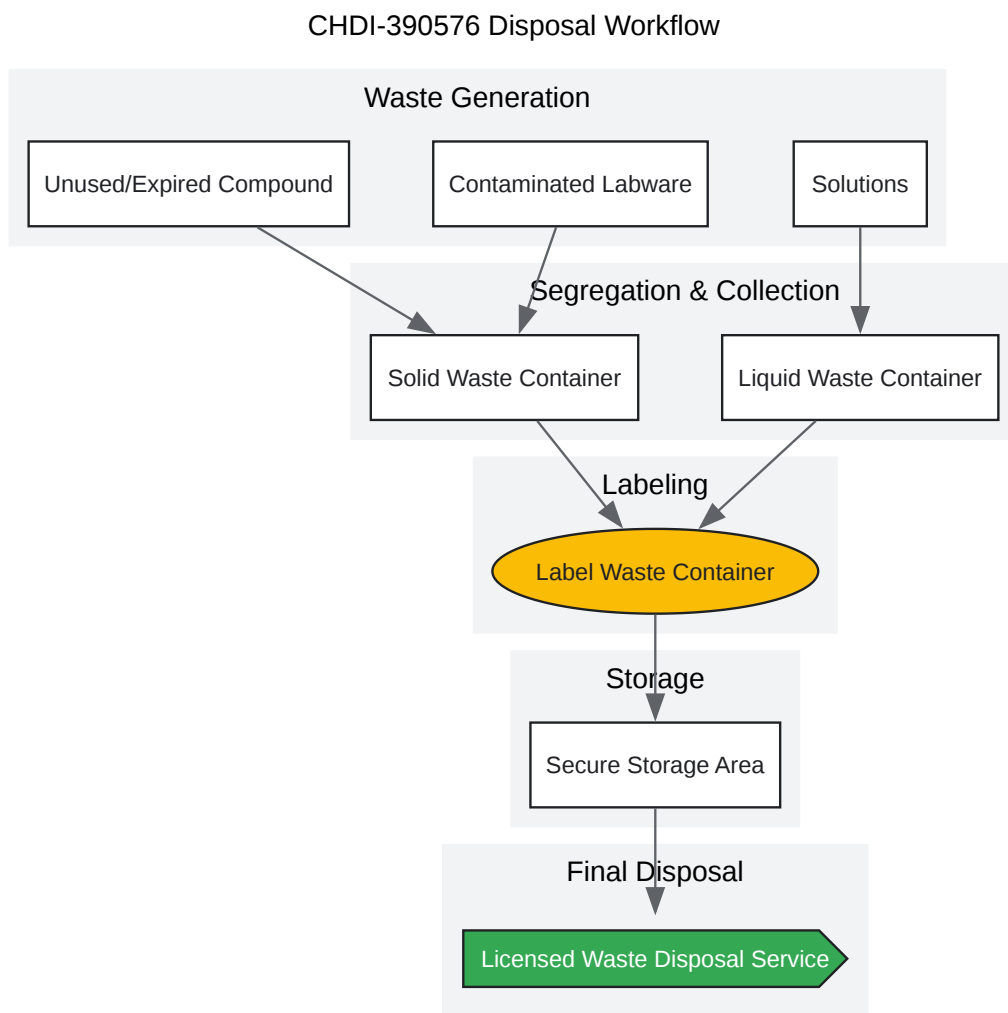 CHDI-390576 Disposal Workflow
Waste Generation
Unused/Expired Compound
Contaminated Labware
Solutions
Segregation & Collection
Solid Waste Container
Liquid Waste Container
Labeling
Label Waste Container
Storage
Secure Storage Area
Final Disposal
Licensed Waste Disposal Service